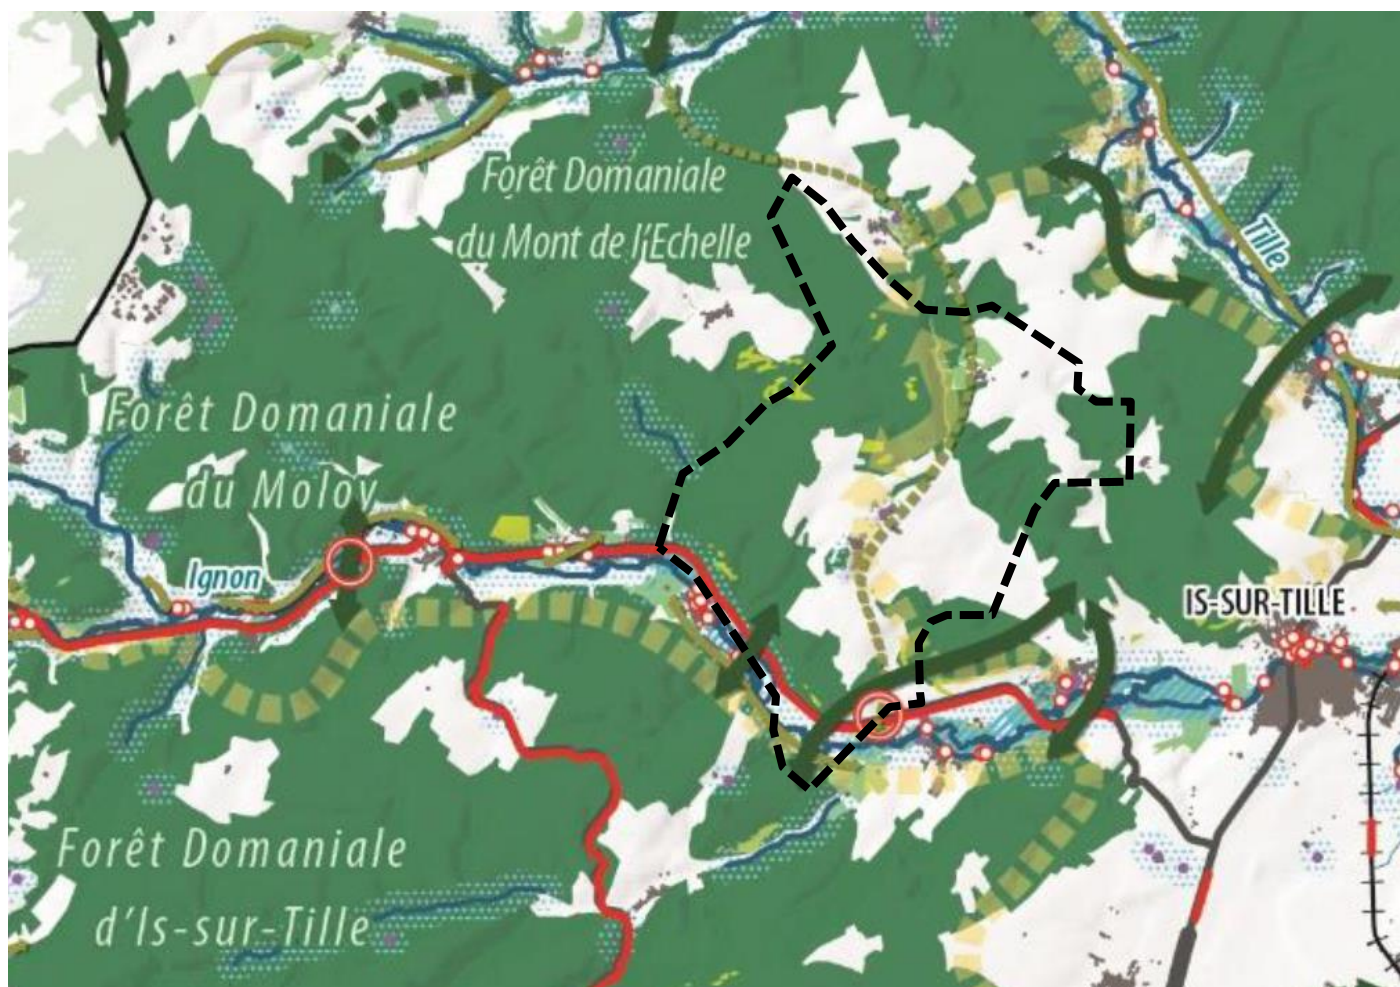 Forêt Domaniale
du Mont de l'Echelle
Tille
Forêt Domaniale
du Moloy
Ignon
IS-SUR-TILLE
Forêt Domaniale
d'Is-sur-Tille